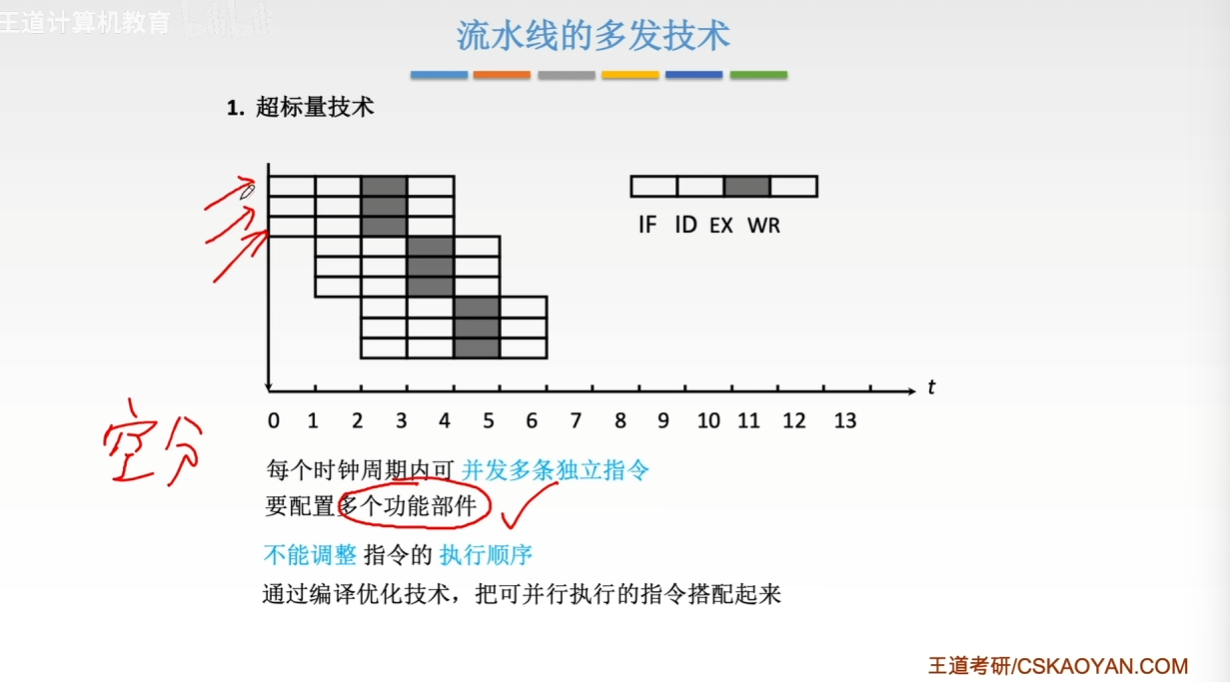 王道计算机教育 bilibili
流水线的多发技术
1. 超标量技术
IF ID EX WR
t
0 1 2 3 4 5 6 7 8 9 10 11 12 13
空分
每个时钟周期内可 并发多条独立指令
要配置多个功能部件
不能调整 指令的 执行顺序
通过编译优化技术，把可并行执行的指令搭配起来
王道考研/CSKAOYAN.COM